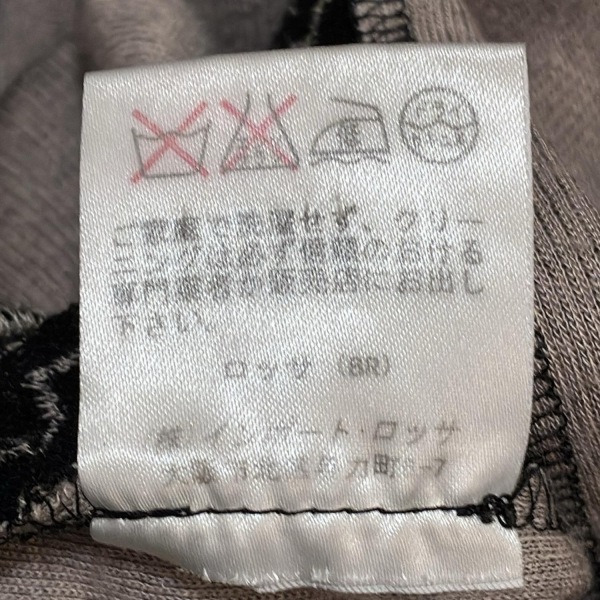 ご家庭で洗濯せず、クリー
ニングは必ず信頼のおける
専門業者か販売店にお出し
下さい。
ロッサ (BR)
㈱ インポート・ロッサ